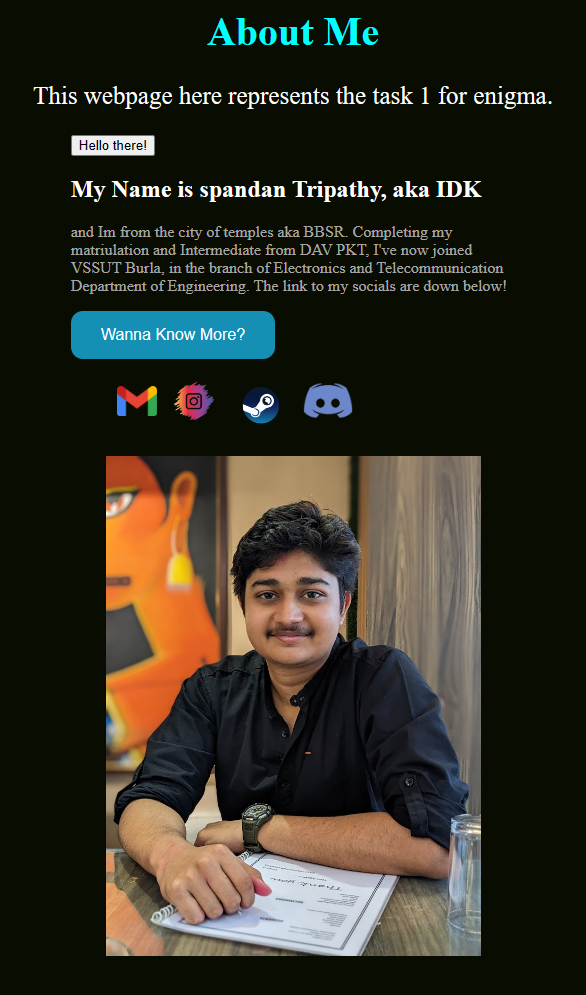 About Me
This webpage here represents the task 1 for enigma.
Hello there!
My Name is spandan Tripathy, aka IDK
and Im from the city of temples aka BBSR. Completing my
matriulation and Intermediate from DAV PKT, I've now joined
VSSUT Burla, in the branch of Electronics and Telecommunication
Department of Engineering. The link to my socials are down below!
Wanna Know More?
Thank you